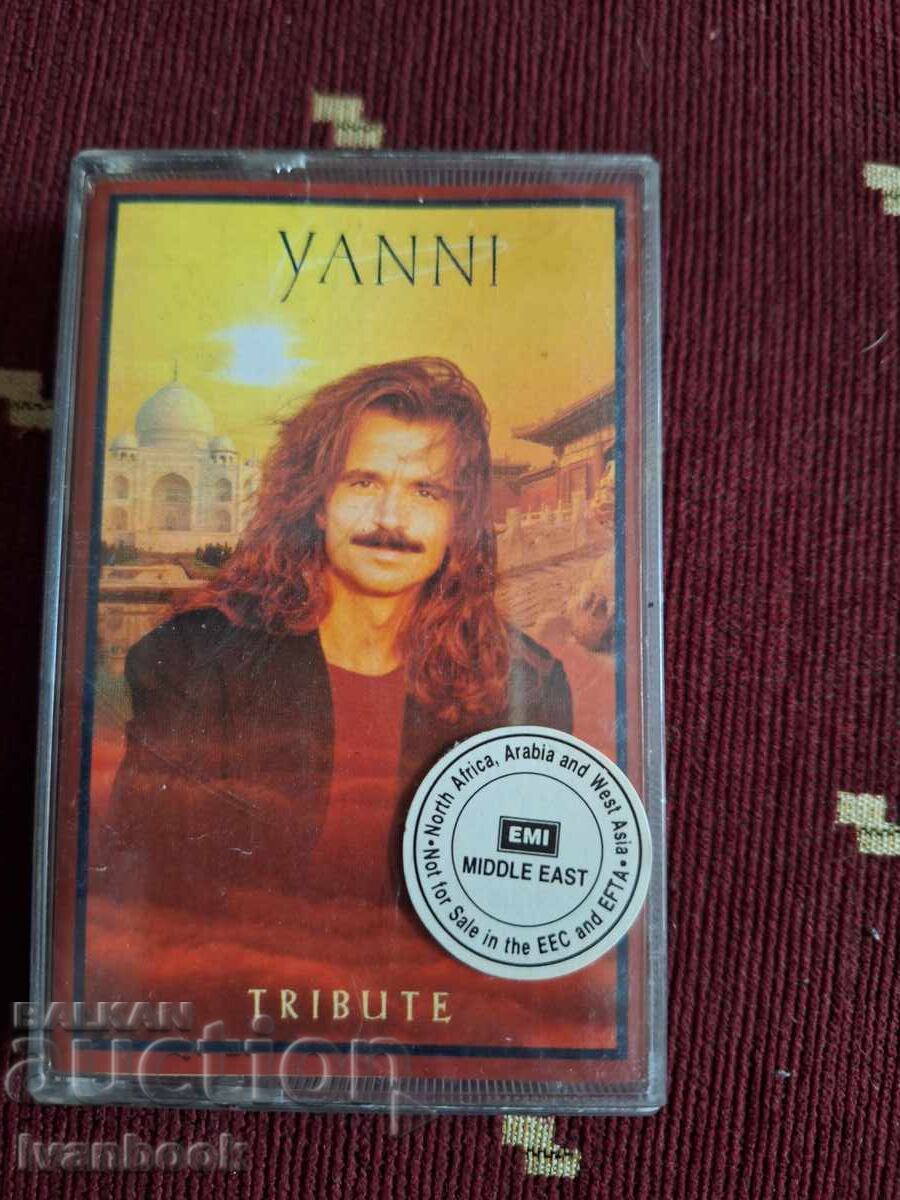 YANNI
• North Africa, Arabia and West Asia •
EMI
MIDDLE EAST
Not for Sale in the EEC and EFTA
TRIBUTE
BALKAN
auction
Ivanbook